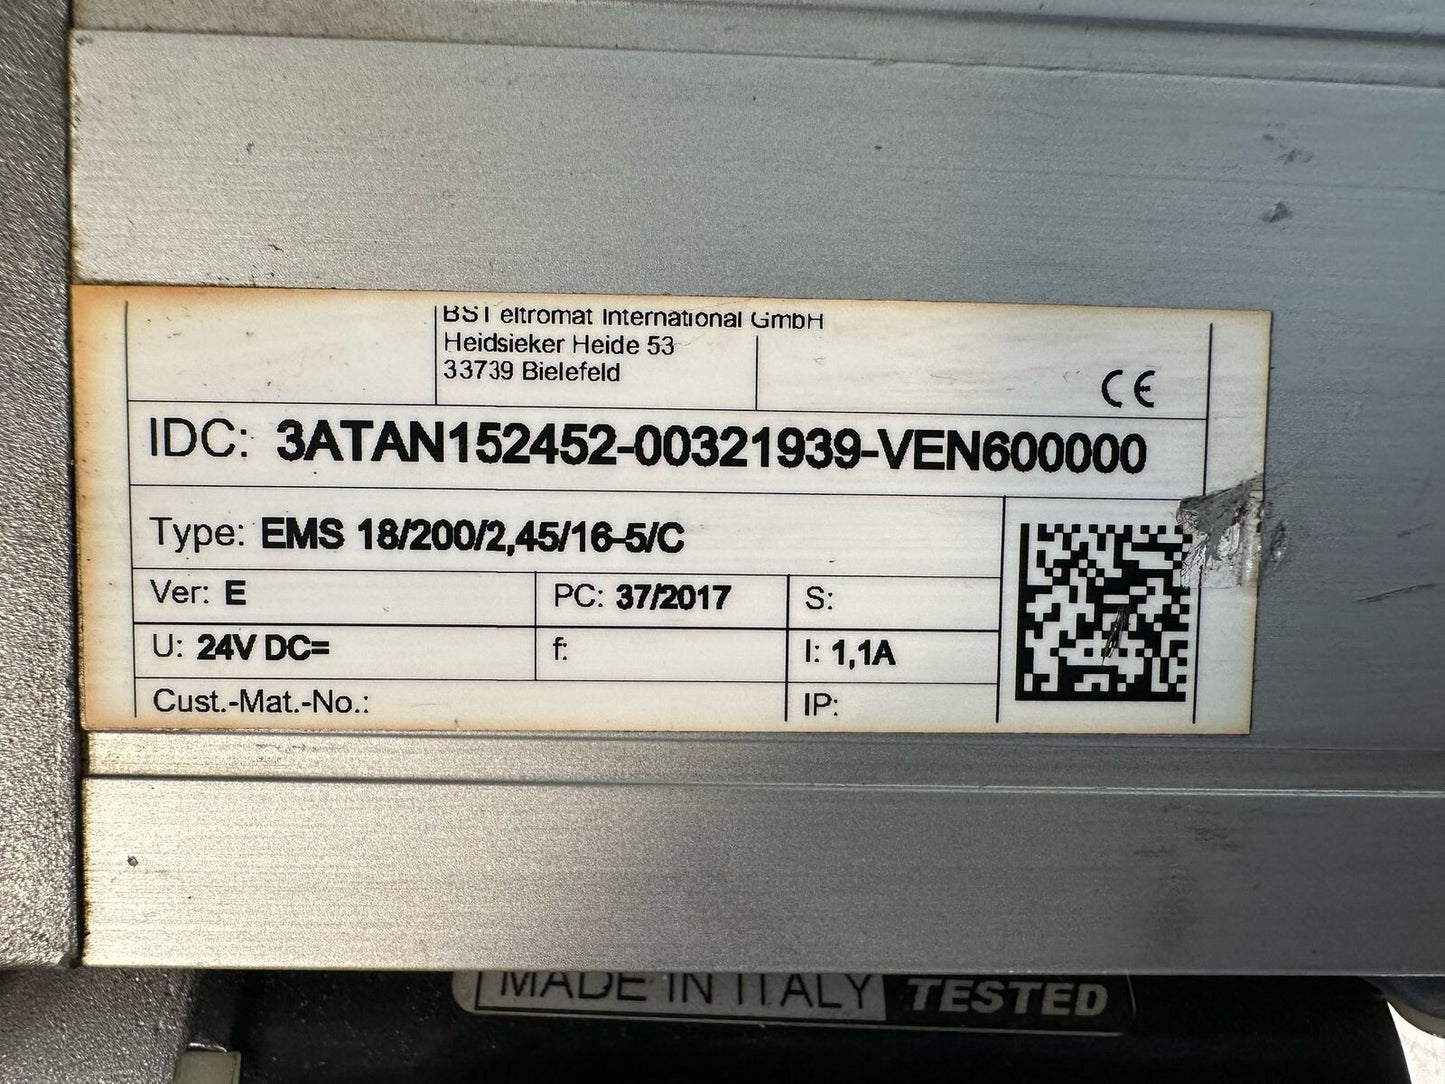 BST eltromat International GmbH
Heidsieker Heide 53
33739 Bielefeld
CE
IDC: 3ATAN152452-00321939-VEN600000
Type: EMS 18/200/2,45/16-5/C
Ver: E PC: 37/2017 S:
U: 24V DC= f: I: 1,1A
Cust.-Mat.-No.: IP:
MADE IN ITALY TESTED